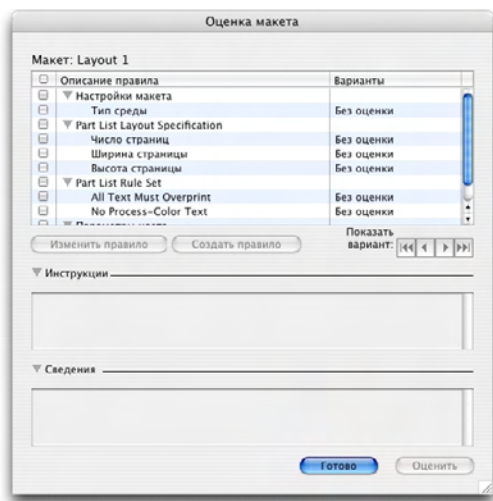 Оценка макета
Макет: Layout 1
Описание правила Варианты
Настройки макета
Тип среды Без оценки
Part List Layout Specification
Число страниц Без оценки
Ширина страницы Без оценки
Высота страницы Без оценки
Part List Rule Set
All Text Must Overprint Без оценки
No Process-Color Text Без оценки
Изменить правило Создать правило Показать вариант:
Инструкции
Сведения
Готово Оценить